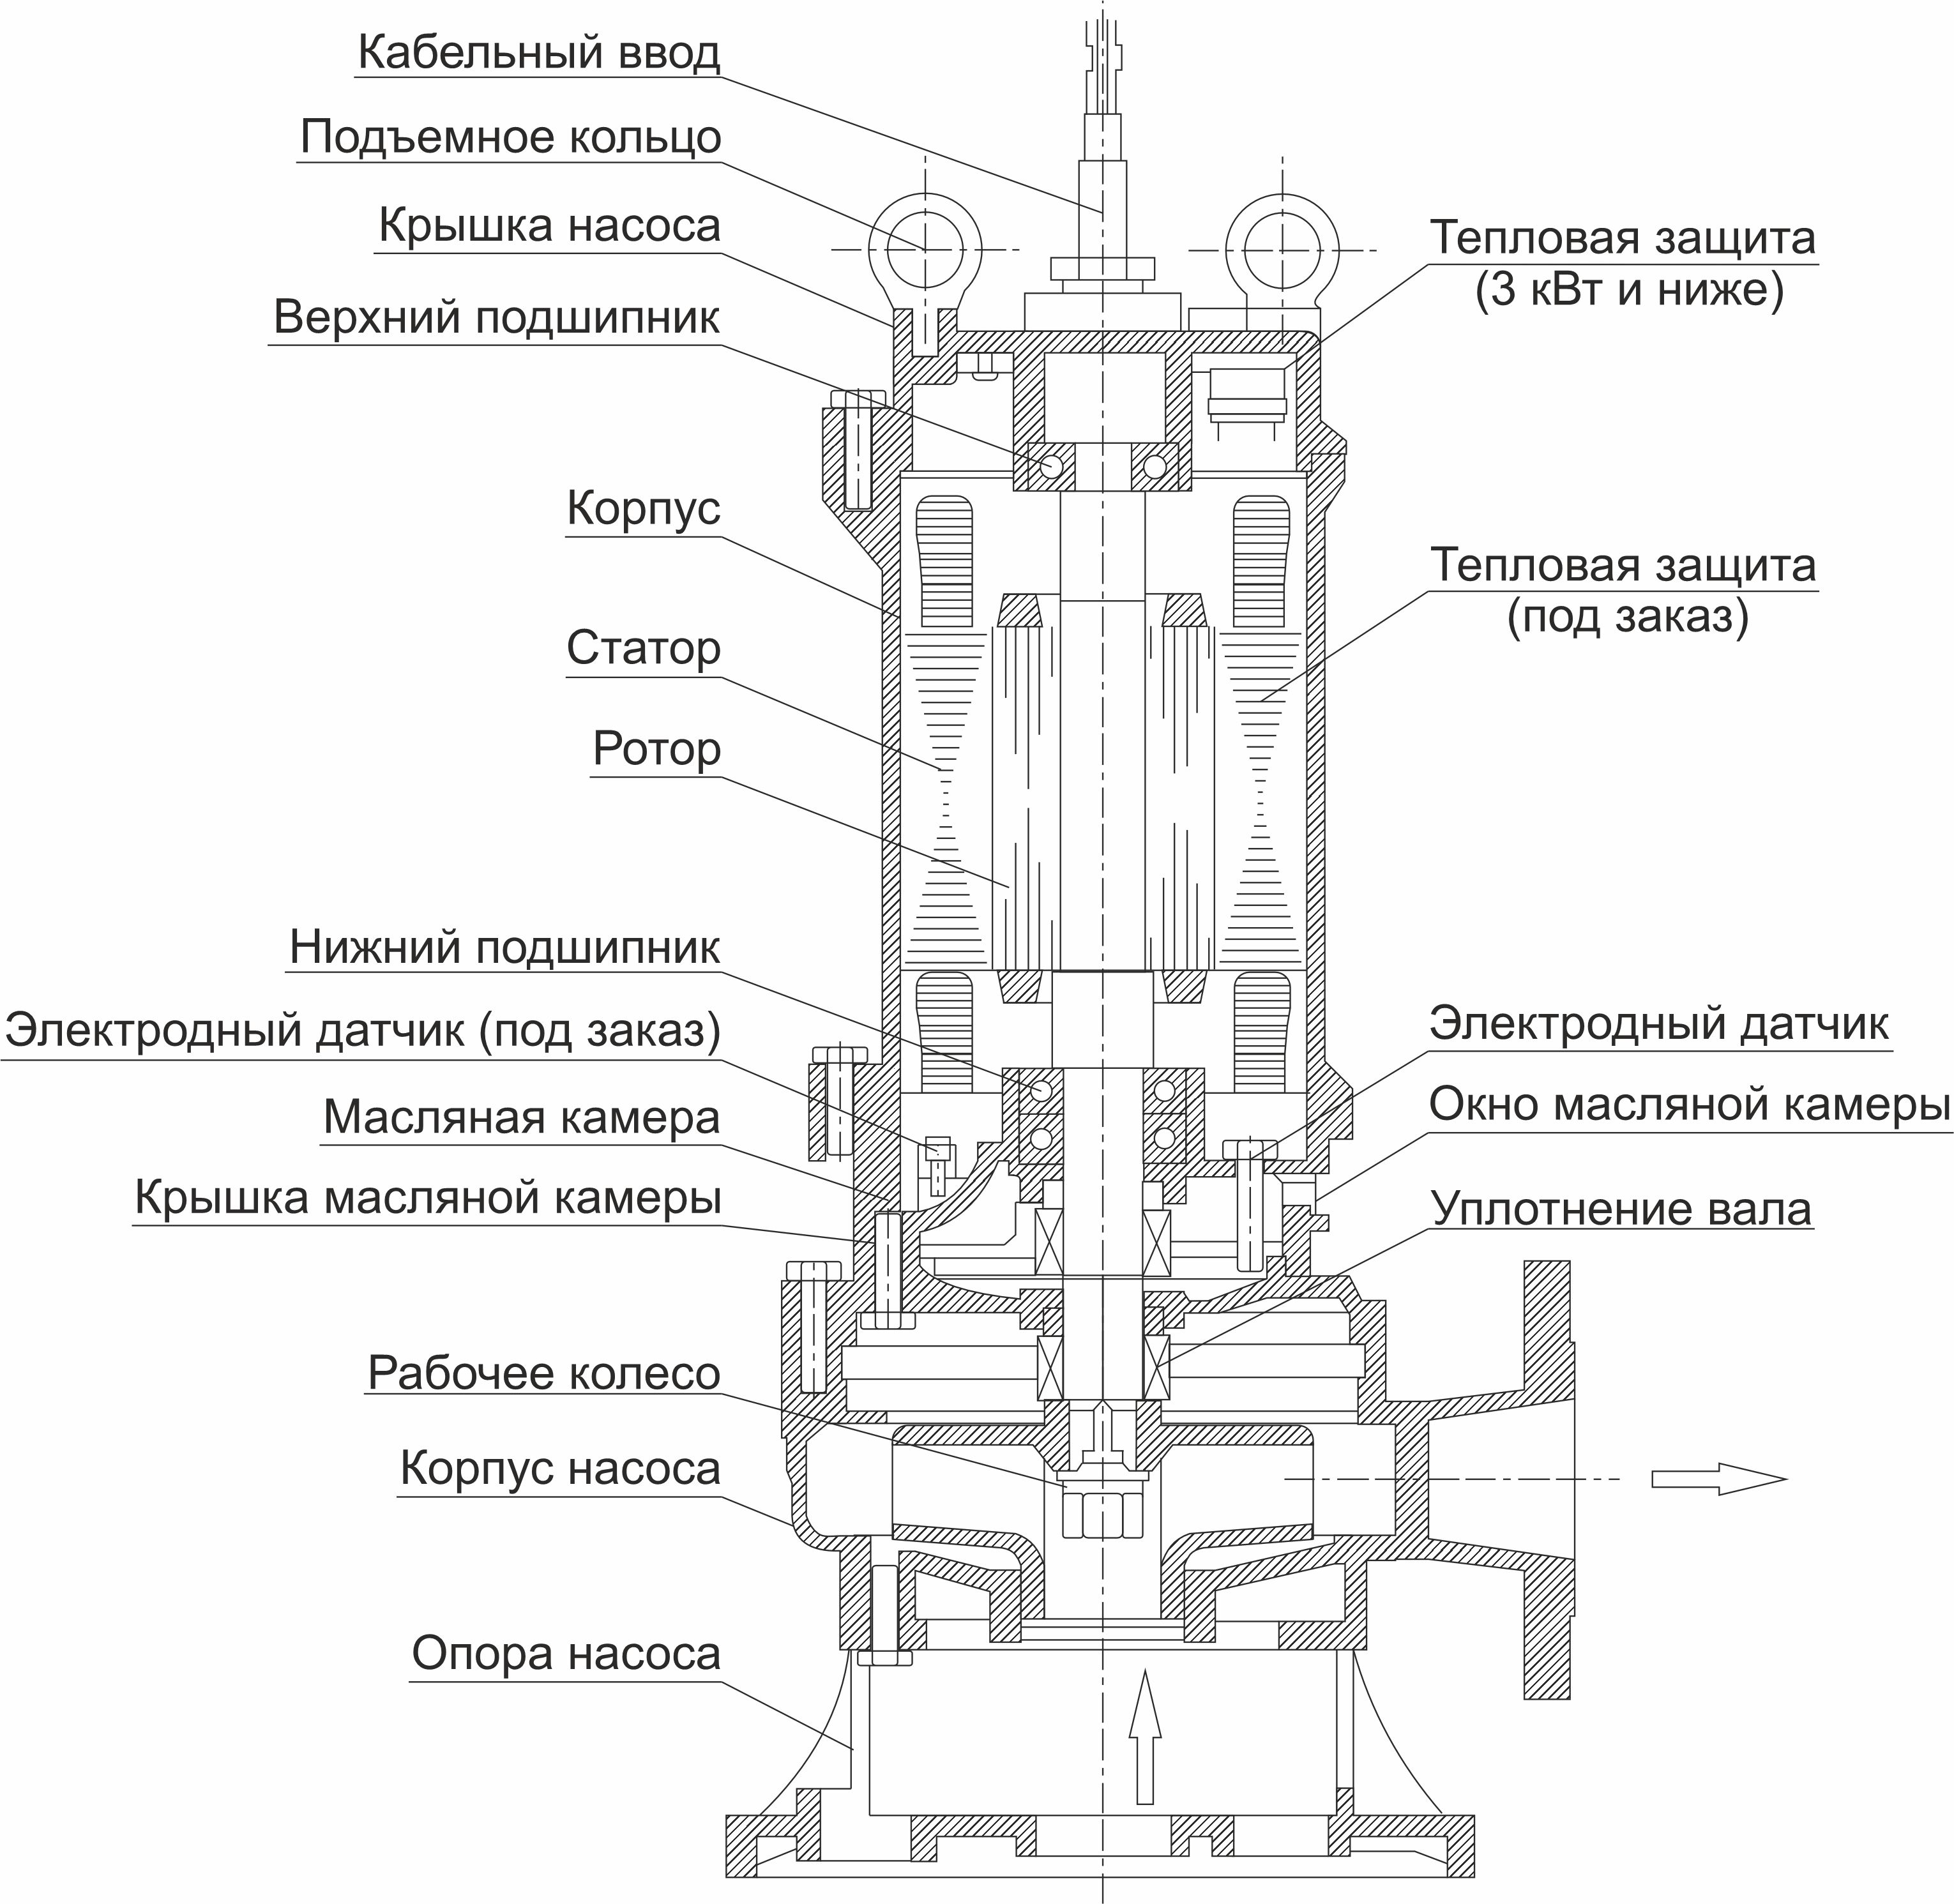 Кабельный ввод
Подъемное кольцо
Крышка насоса
Верхний подшипник
Корпус
Статор
Ротор
Нижний подшипник
Электродный датчик (под заказ)
Масляная камера
Крышка масляной камеры
Рабочее колесо
Корпус насоса
Опора насоса
Тепловая защита
(3 кВт и ниже)
Тепловая защита
(под заказ)
Электродный датчик
Окно масляной камеры
Уплотнение вала